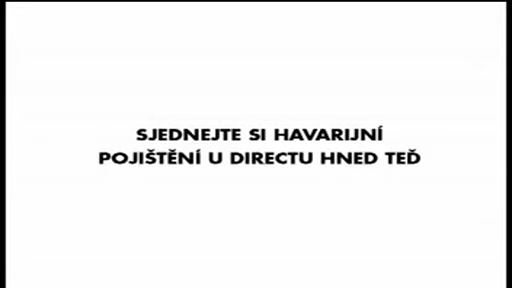 SJEDNEJTE SI HAVARIJNÍ
POJIŠTĚNÍ U DIRECTU HNED TEĎ